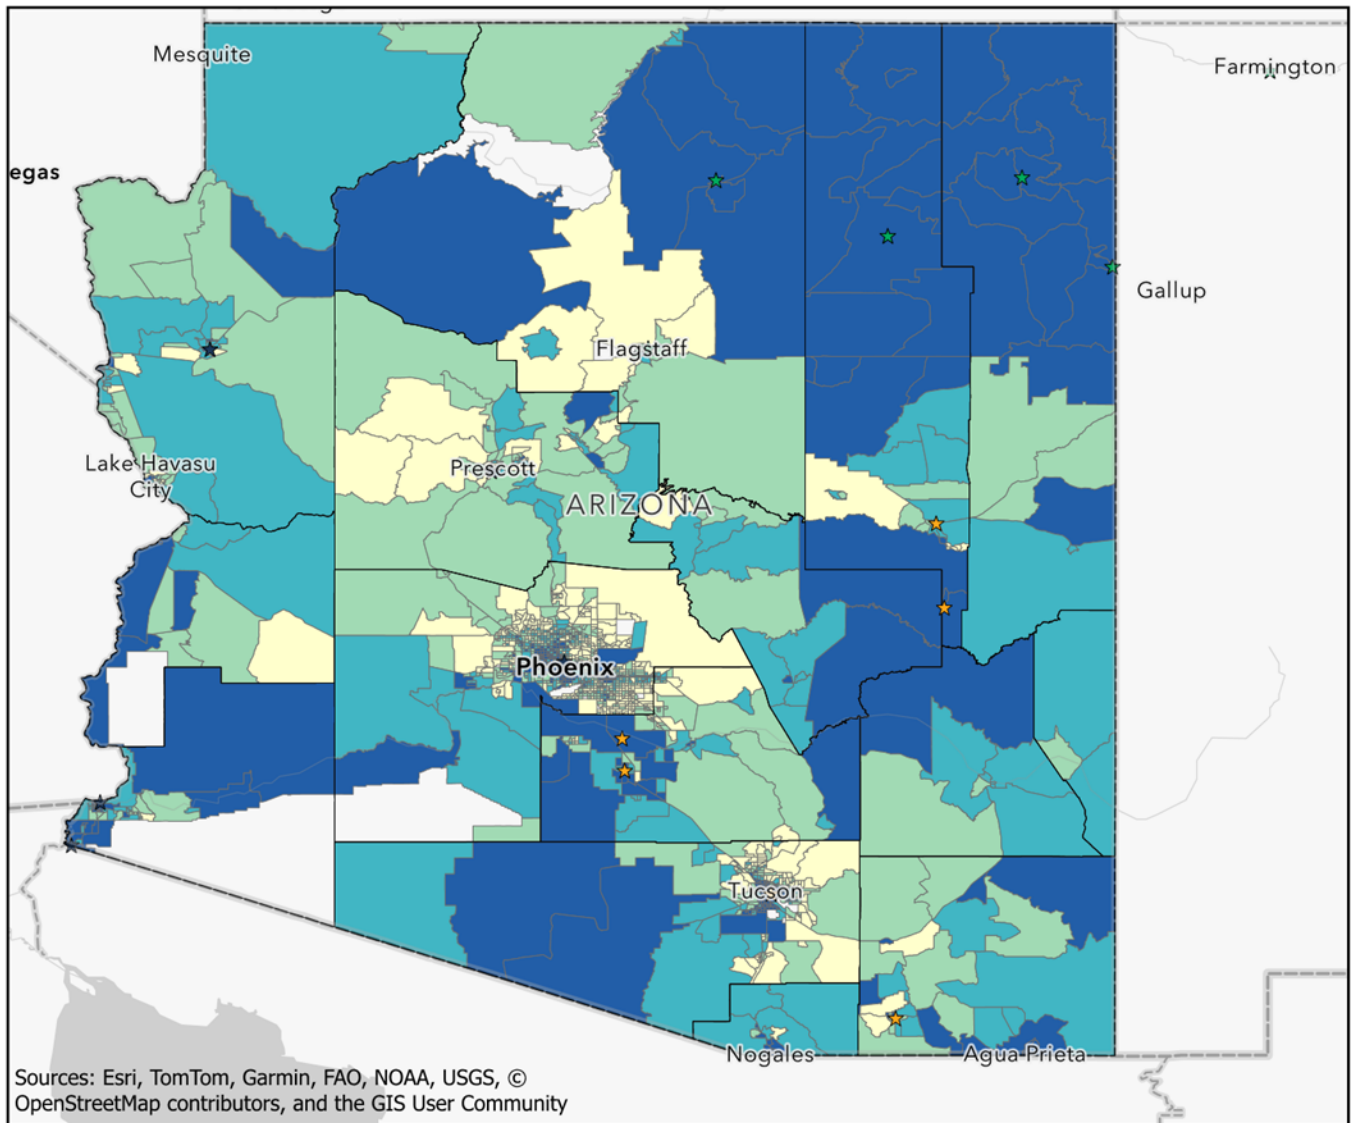 Mesquite
Farmington
egas
Gallup
Flagstaff
Lake Havasu
City
Prescott
ARIZONA
Phoenix
Tucson
Nogales
Agua Prieta
Sources: Esri, TomTom, Garmin, FAO, NOAA, USGS, ©
OpenStreetMap contributors, and the GIS User Community